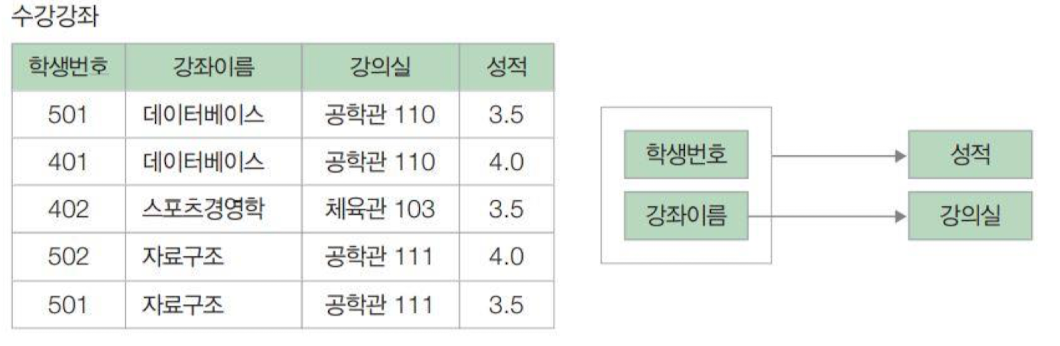 수강강좌
학생번호 강좌이름 강의실 성적
501 데이터베이스 공학관 110 3.5
401 데이터베이스 공학관 110 4.0
402 스포츠경영학 체육관 103 3.5
502 자료구조 공학관 111 4.0
501 자료구조 공학관 111 3.5
학생번호 성적
강좌이름 강의실